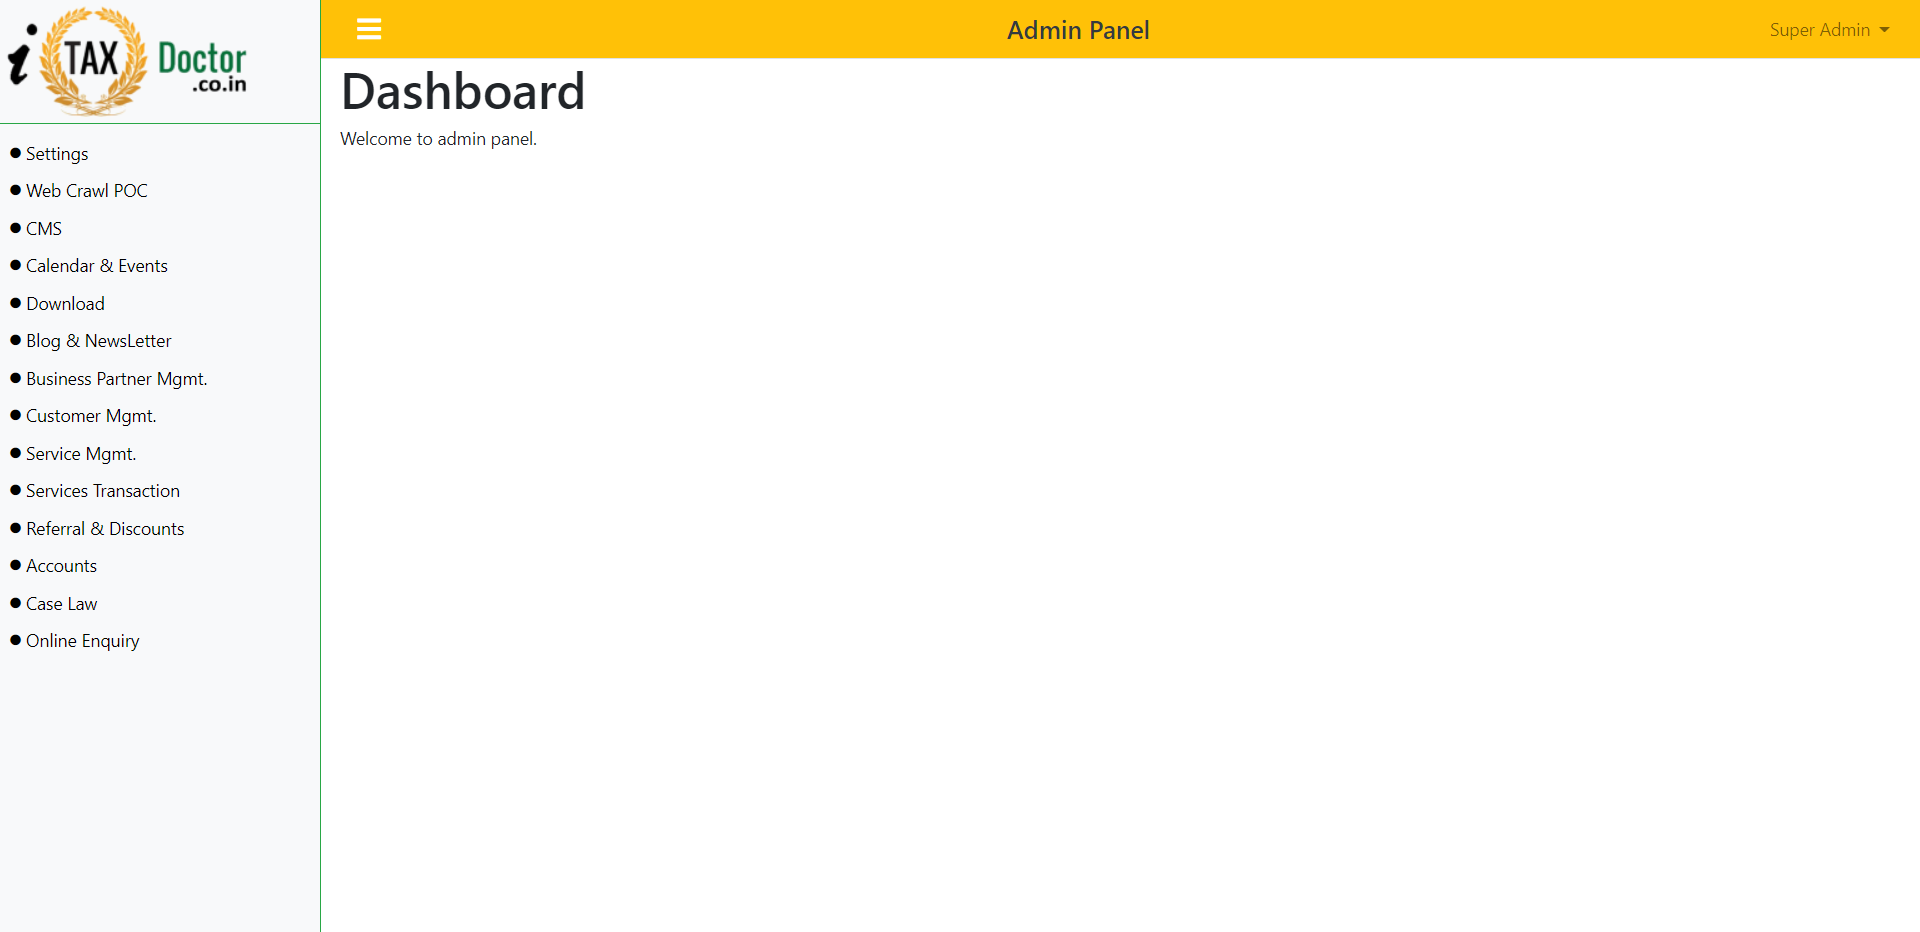 i TAX Doctor
.co.in
Settings
Web Crawl POC
CMS
Calendar & Events
Download
Blog & NewsLetter
Business Partner Mgmt.
Customer Mgmt.
Service Mgmt.
Services Transaction
Referral & Discounts
Accounts
Case Law
Online Enquiry
Admin Panel
Super Admin
Dashboard
Welcome to admin panel.